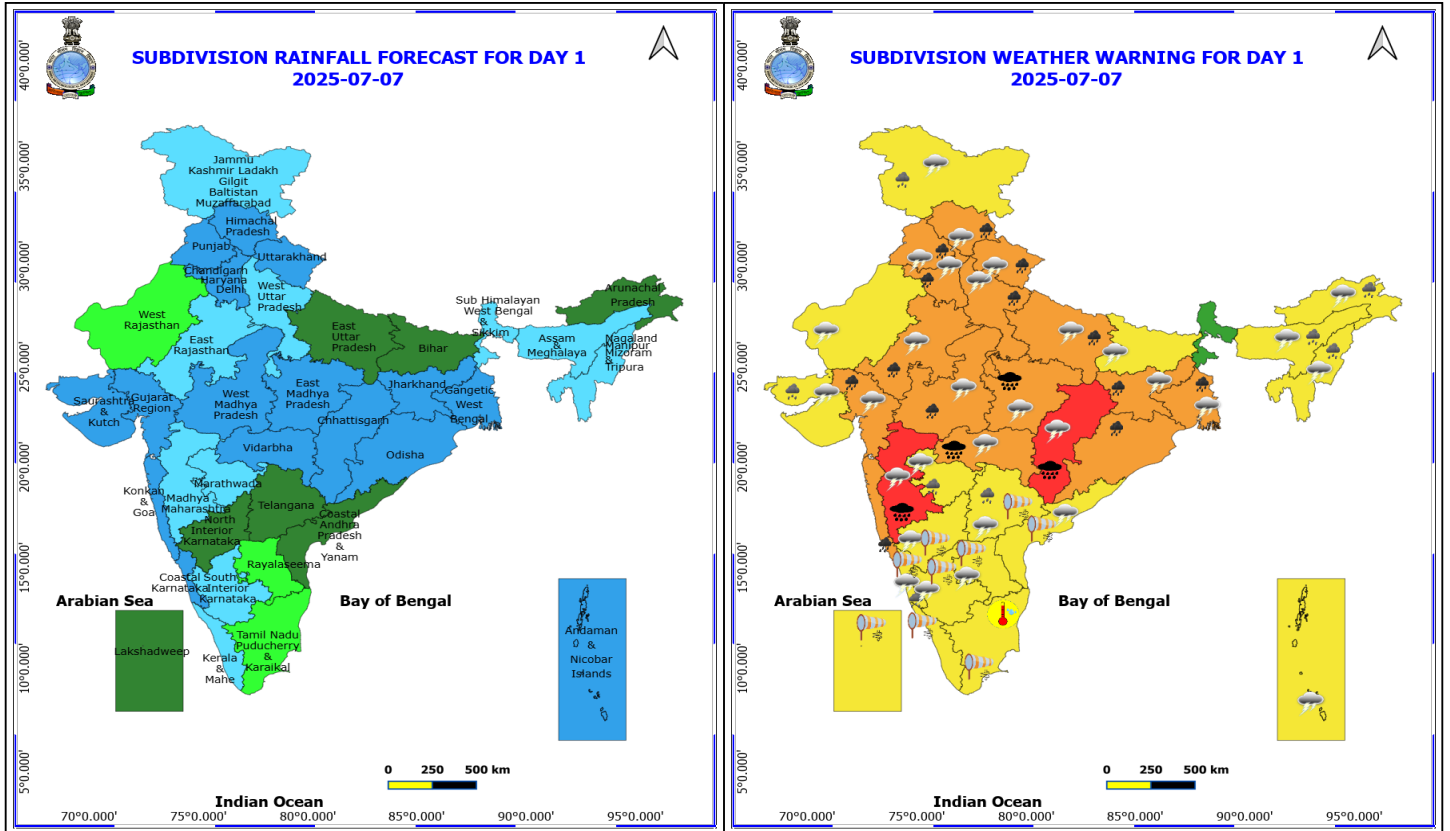 SUBDIVISION RAINFALL FORECAST FOR DAY 1
2025-07-07
40°0.000'
35°0.000'
30°0.000'
25°0.000'
20°0.000'
15°0.000'
10°0.000'
5°0.000'
Jammu
Kashmir Ladakh
Gilgit
Baltistan
Muzaffarabad
Himachal
Pradesh
Punjab
Uttarakhand
Chandigarh
Haryana
Delhi
West
Uttar
Pradesh
West
Rajasthan
East
Rajasthan
East
Uttar
Pradesh
Bihar
Sub Himalayan
West Bengal
&
Sikkim
Arunachal
Pradesh
Assam
&
Meghalaya
Nagaland
Manipur
Mizoram
&
Tripura
Saurashtra
&
Kutch
Gujarat
Region
West
Madhya
Pradesh
East
Madhya
Pradesh
Jharkhand
Gangetic
West
Bengal
Chhattisgarh
Vidarbha
Odisha
Konkan
&
Goa
Marathwada
Madhya
Maharashtra
Telangana
North
Interior
Karnataka
Coastal
Andhra
Pradesh
&
Yanam
Rayalaseema
Coastal
Karnataka
South
Interior
Karnataka
Arabian Sea
Bay of Bengal
Lakshadweep
Kerala
&
Mahe
Tamil Nadu
Puducherry
&
Karaikal
Andaman
&
Nicobar
Islands
0 250 500 km
Indian Ocean
70°0.000' 75°0.000' 80°0.000' 85°0.000' 90°0.000' 95°0.000'
SUBDIVISION WEATHER WARNING FOR DAY 1
2025-07-07
40°0.000'
35°0.000'
30°0.000'
25°0.000'
20°0.000'
15°0.000'
10°0.000'
5°0.000'
Arabian Sea
Bay of Bengal
0 250 500 km
Indian Ocean
70°0.000' 75°0.000' 80°0.000' 85°0.000' 90°0.000' 95°0.000'